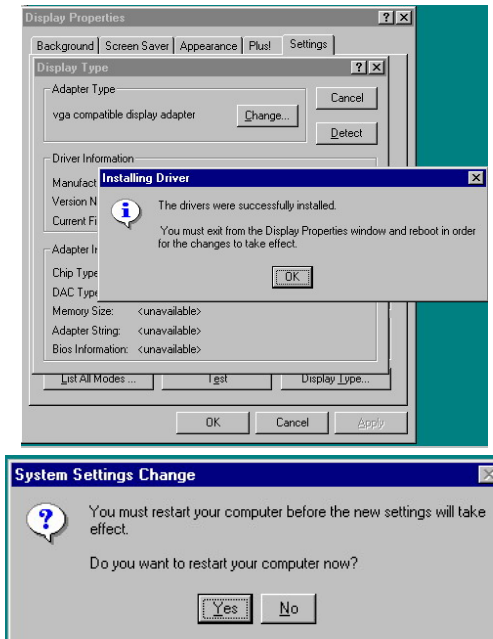 Display Properties
Background Screen Saver Appearance Plus! Settings
Display Type
Adapter Type
vga compatible display adapter
Change...
Cancel
Detect
Driver Information
Manufact
Version N
Current Fi
Installing Driver
The drivers were successfully installed.
You must exit from the Display Properties window and reboot in order
for the changes to take effect.
OK
Adapter Ir
Chip Type
DAC Type
Memory Size: <unavailable>
Adapter String: <unavailable>
Bios Information: <unavailable>
List All Modes ... Test Display Type...
OK Cancel Apply
System Settings Change
You must restart your computer before the new settings will take
effect.
Do you want to restart your computer now?
Yes No